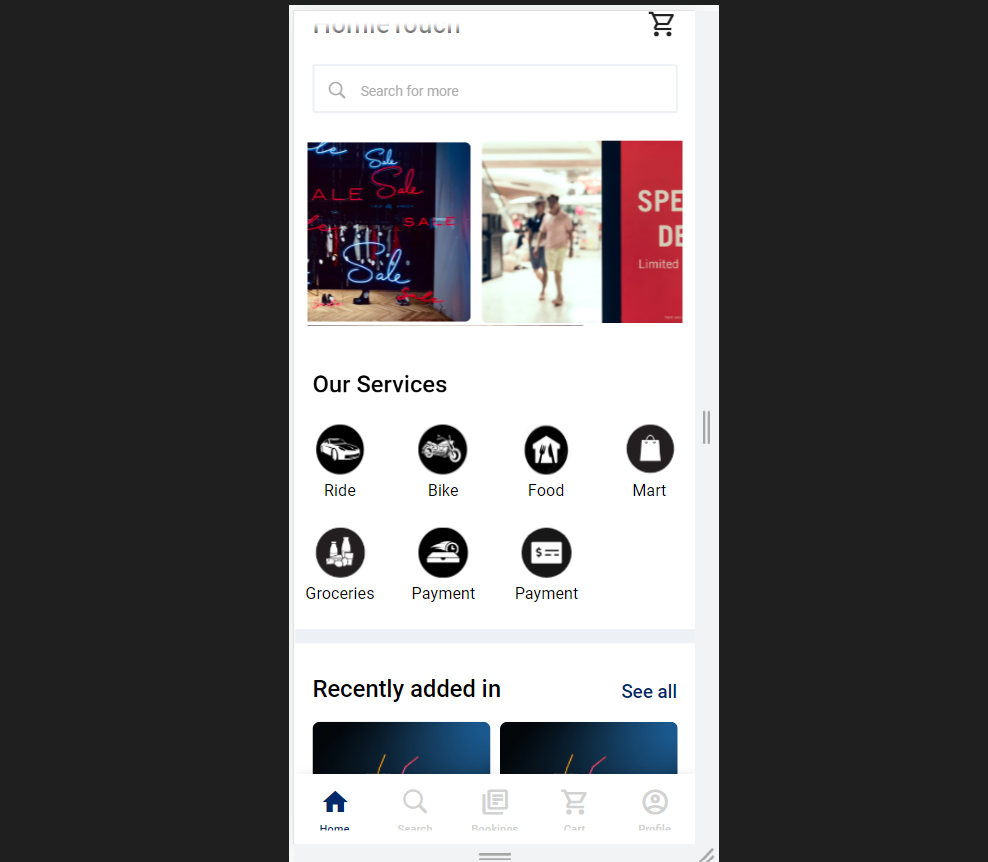 HomeTouch
Search for more
Sale
ALE
Sale
SALE
Sale
Sale
SPE
DE
Limited
Our Services
Ride
Bike
Food
Mart
Groceries
Payment
Payment
Recently added in
See all
Home
Search
Bookings
Cart
Profile